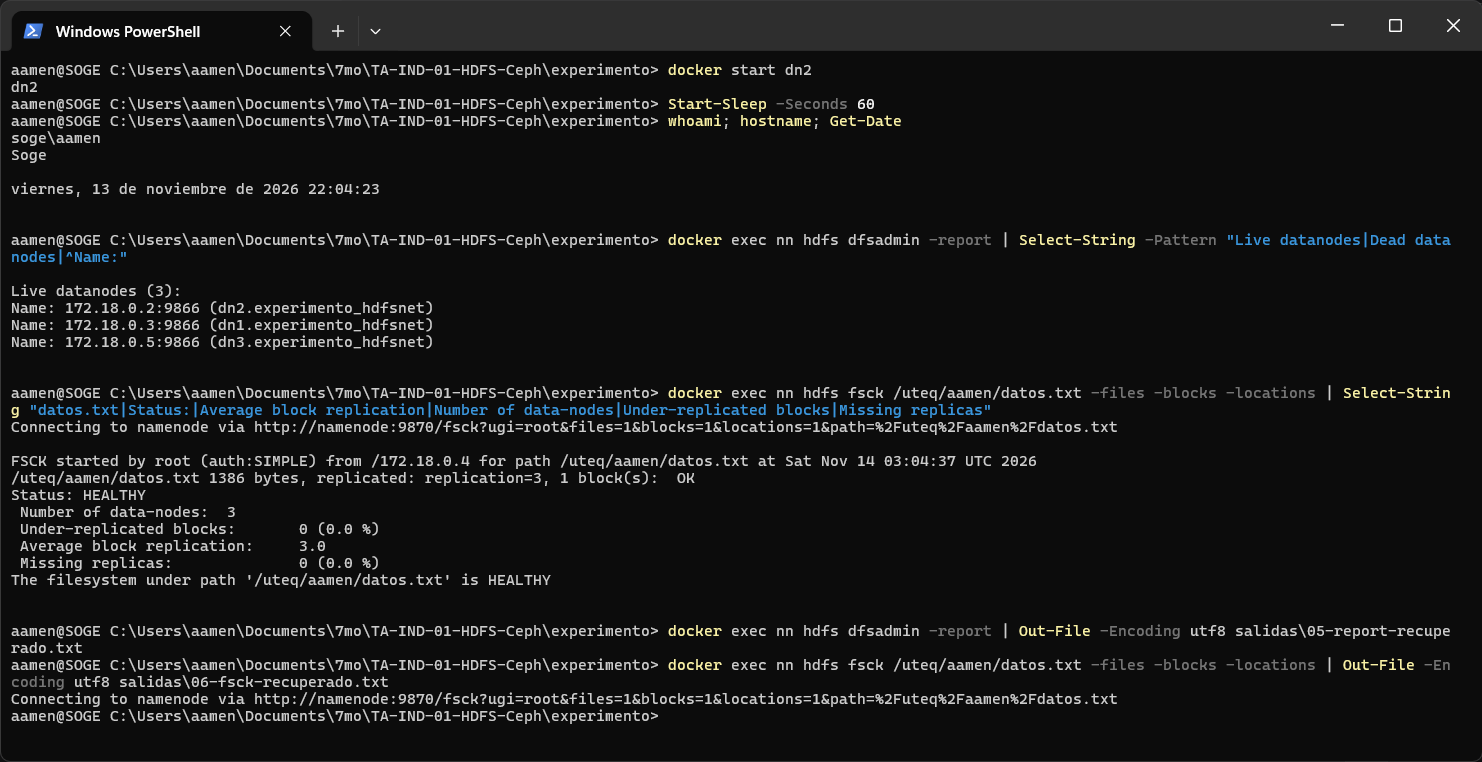 Windows PowerShell
aamen@SOGE C:\Users\aamen\Documents\7mo\TA-IND-01-HDFS-Ceph\experimento> docker start dn2
dn2
aamen@SOGE C:\Users\aamen\Documents\7mo\TA-IND-01-HDFS-Ceph\experimento> Start-Sleep -Seconds 60
aamen@SOGE C:\Users\aamen\Documents\7mo\TA-IND-01-HDFS-Ceph\experimento> whoami; hostname; Get-Date
soge\aamen
Soge
viernes, 13 de noviembre de 2026 22:04:23
aamen@SOGE C:\Users\aamen\Documents\7mo\TA-IND-01-HDFS-Ceph\experimento> docker exec nn hdfs dfsadmin -report | Select-String -Pattern "Live datanodes|Dead data
nodes|^Name:"
Live datanodes (3):
Name: 172.18.0.2:9866 (dn2.experimento_hdfsnet)
Name: 172.18.0.3:9866 (dn1.experimento_hdfsnet)
Name: 172.18.0.5:9866 (dn3.experimento_hdfsnet)
aamen@SOGE C:\Users\aamen\Documents\7mo\TA-IND-01-HDFS-Ceph\experimento> docker exec nn hdfs fsck /uteq/aamen/datos.txt -files -blocks -locations | Select-Strin
g "datos.txt|Status:|Average block replication|Number of data-nodes|Under-replicated blocks|Missing replicas"
Connecting to namenode via http://namenode:9870/fsck?ugi=root&files=1&blocks=1&locations=1&path=%2Futeq%2Faamen%2Fdatos.txt
FSCK started by root (auth:SIMPLE) from /172.18.0.4 for path /uteq/aamen/datos.txt at Sat Nov 14 03:04:37 UTC 2026
/uteq/aamen/datos.txt 1386 bytes, replicated: replication=3, 1 block(s):  OK
Status: HEALTHY
 Number of data-nodes:  3
 Under-replicated blocks:       0 (0.0 %)
 Average block replication:     3.0
 Missing replicas:              0 (0.0 %)
The filesystem under path '/uteq/aamen/datos.txt' is HEALTHY
aamen@SOGE C:\Users\aamen\Documents\7mo\TA-IND-01-HDFS-Ceph\experimento> docker exec nn hdfs dfsadmin -report | Out-File -Encoding utf8 salidas\05-report-recupe
rado.txt
aamen@SOGE C:\Users\aamen\Documents\7mo\TA-IND-01-HDFS-Ceph\experimento> docker exec nn hdfs fsck /uteq/aamen/datos.txt -files -blocks -locations | Out-File -En
coding utf8 salidas\06-fsck-recuperado.txt
Connecting to namenode via http://namenode:9870/fsck?ugi=root&files=1&blocks=1&locations=1&path=%2Futeq%2Faamen%2Fdatos.txt
aamen@SOGE C:\Users\aamen\Documents\7mo\TA-IND-01-HDFS-Ceph\experimento>